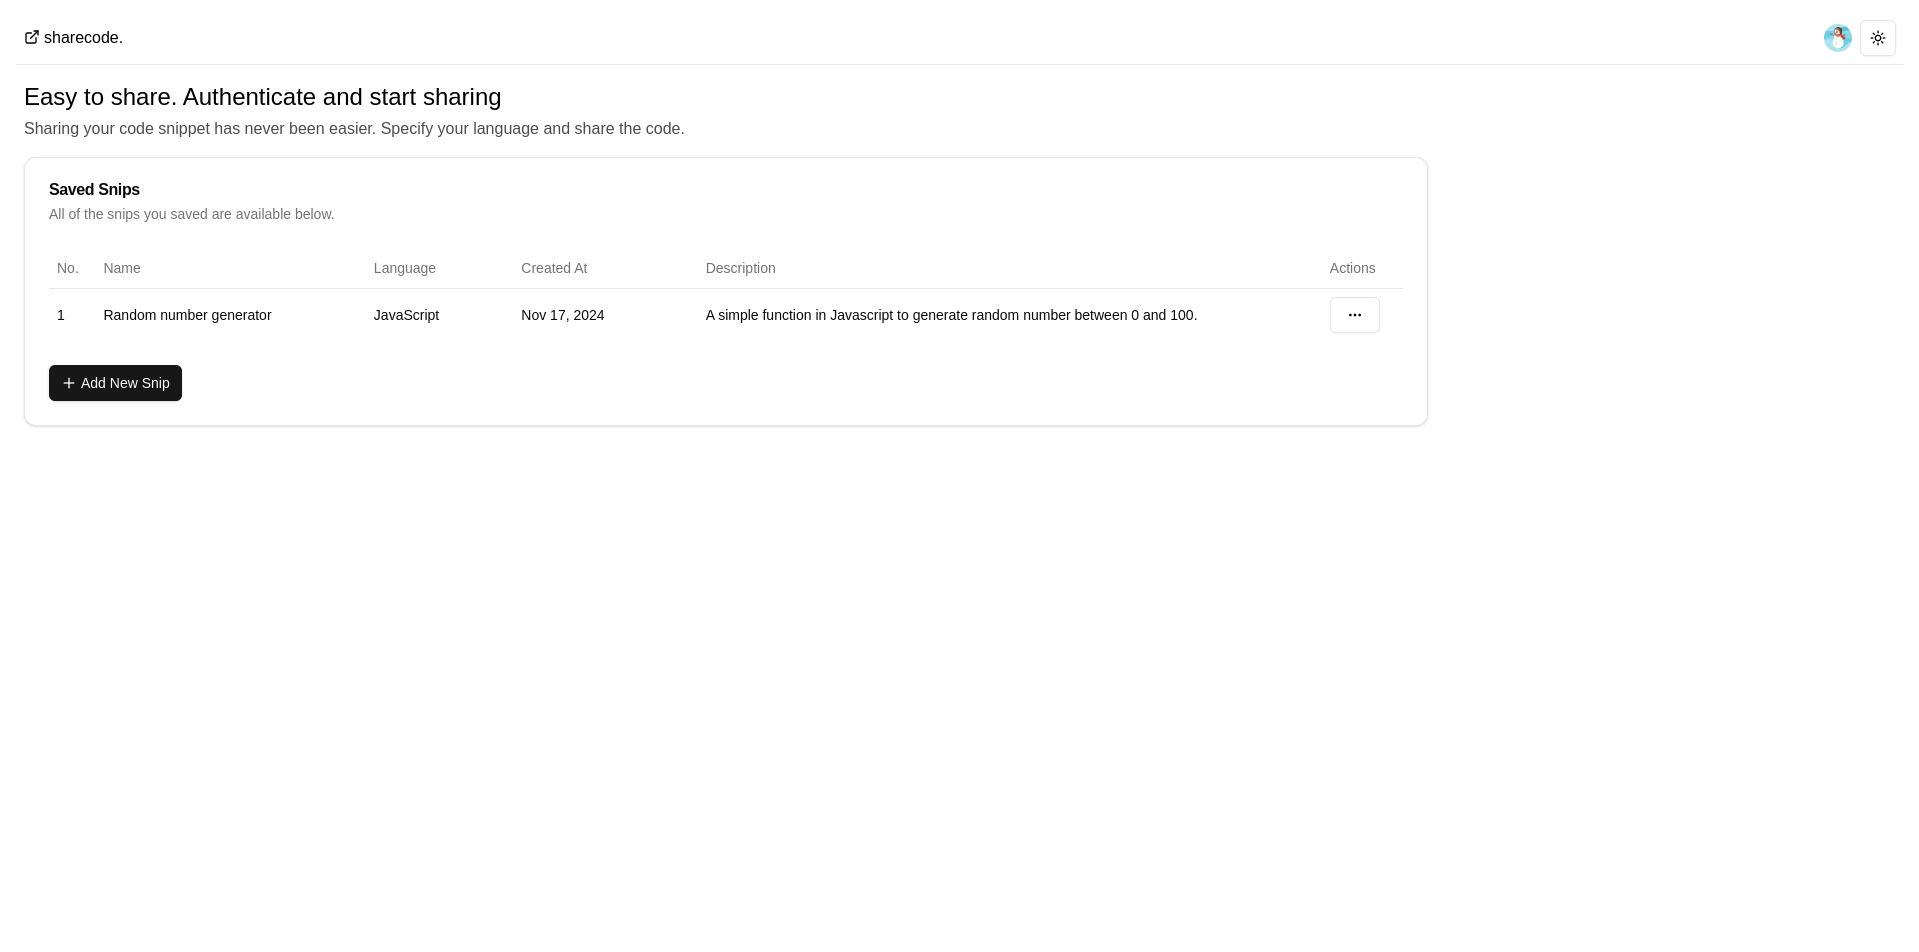 sharecode.
Easy to share. Authenticate and start sharing
Sharing your code snippet has never been easier. Specify your language and share the code.
Saved Snips
All of the snips you saved are available below.
No. Name Language Created At Description Actions
1 Random number generator JavaScript Nov 17, 2024 A simple function in Javascript to generate random number between 0 and 100.
Add New Snip